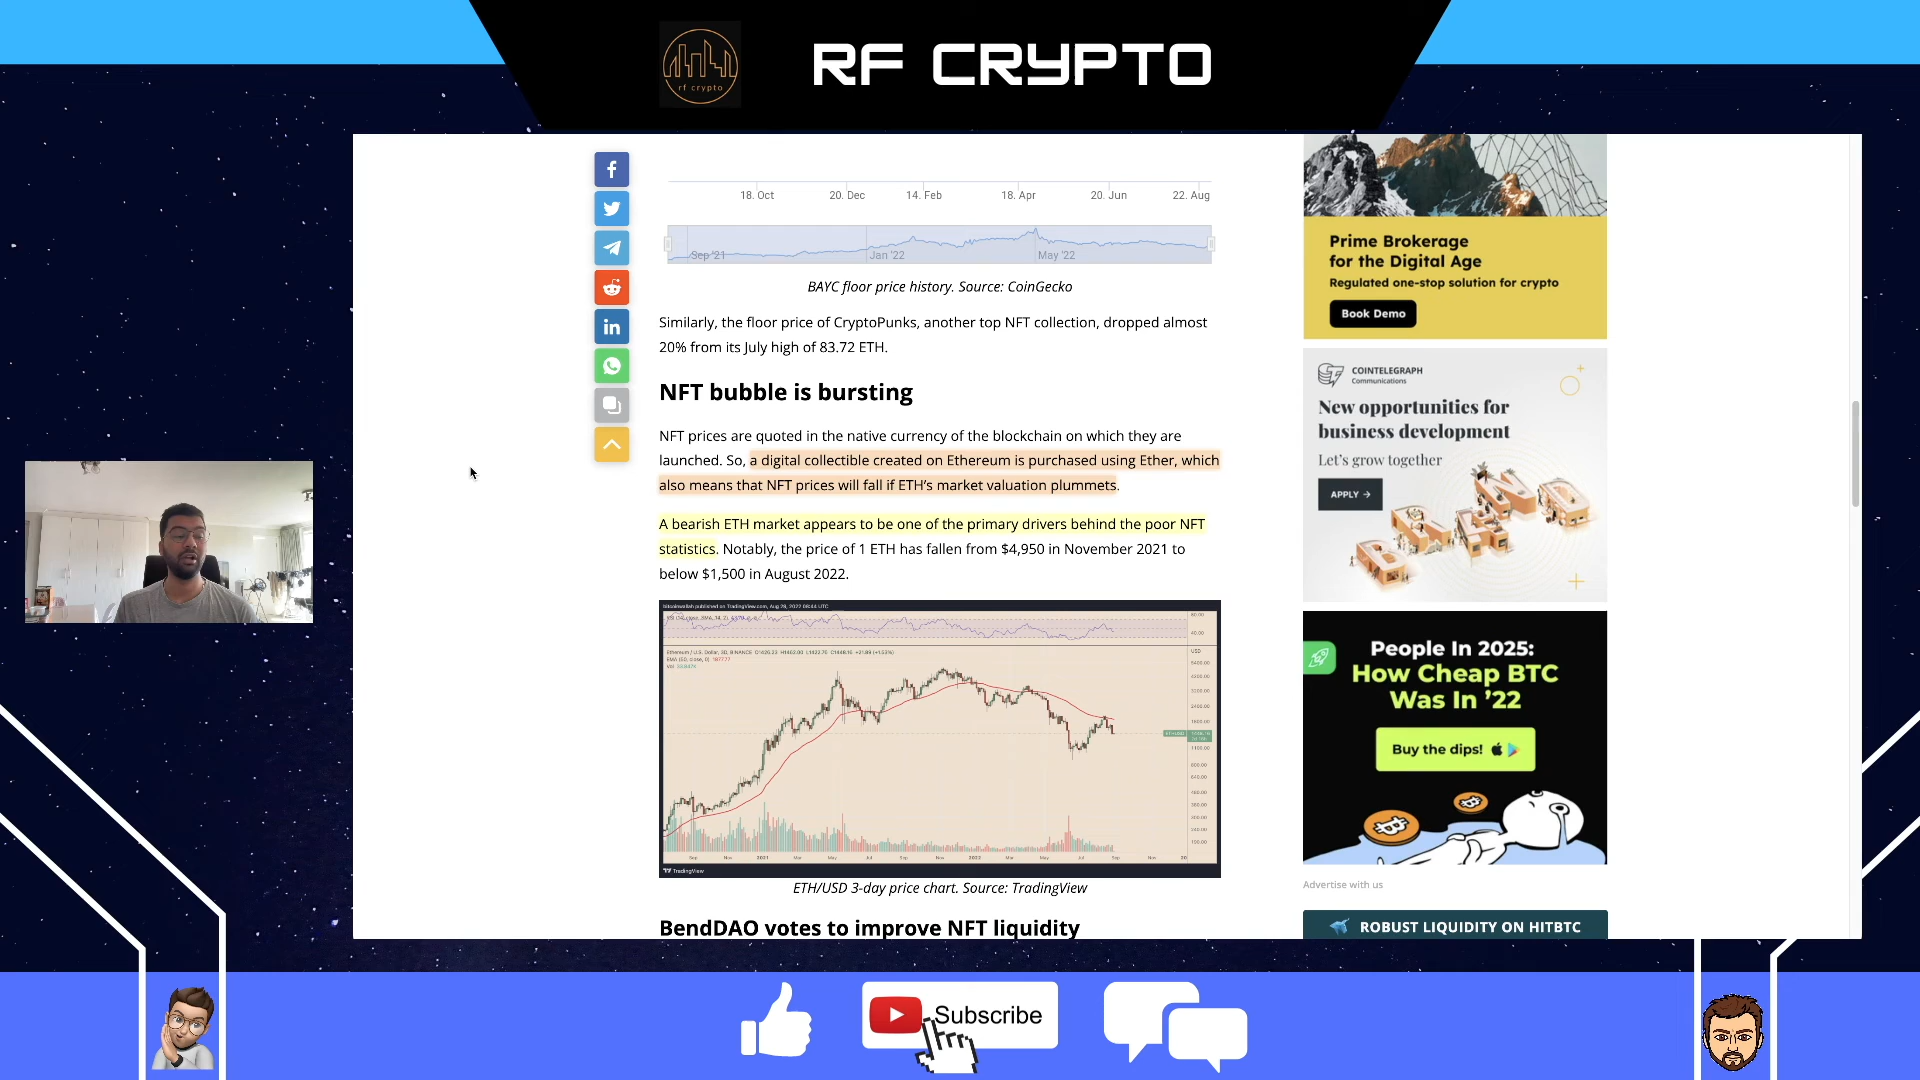 rf crypto
RF CRYPTO
18. Oct 20. Dec 14. Feb 18. Apr 20. Jun 22. Aug
Sep '21 Jan '22 May '22
BAYC floor price history. Source: CoinGecko
Similarly, the floor price of CryptoPunks, another top NFT collection, dropped almost
20% from its July high of 83.72 ETH.
NFT bubble is bursting
NFT prices are quoted in the native currency of the blockchain on which they are
launched. So, a digital collectible created on Ethereum is purchased using Ether, which
also means that NFT prices will fall if ETH's market valuation plummets.
A bearish ETH market appears to be one of the primary drivers behind the poor NFT
statistics. Notably, the price of 1 ETH has fallen from $4,950 in November 2021 to
below $1,500 in August 2022.
TradingView
ETH/USD 3-day price chart. Source: TradingView
BendDAO votes to improve NFT liquidity
Prime Brokerage
for the Digital Age
Regulated one-stop solution for crypto
Book Demo
COINTELEGRAPH
Communications
New opportunities for
business development
Let's grow together
APPLY →
People In 2025:
How Cheap BTC
Was In '22
Buy the dips!
Advertise with us
ROBUST LIQUIDITY ON HITBTC
Subscribe